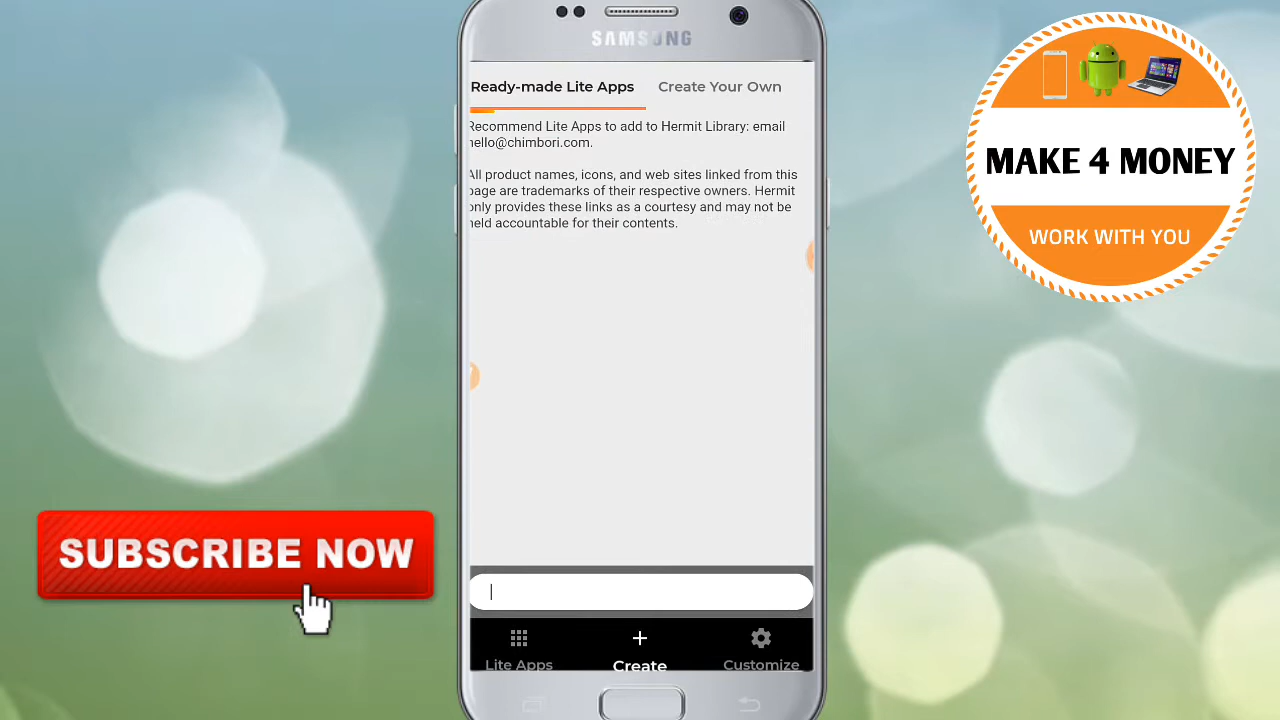 SAMSUNG
Ready-made Lite Apps
Create Your Own
Recommend Lite Apps to add to Hermit Library: email
hello@chimbori.com.
All product names, icons, and web sites linked from this
page are trademarks of their respective owners. Hermit
only provides these links as a courtesy and may not be
held accountable for their contents.
Lite Apps
Create
Customize
MAKE 4 MONEY
WORK WITH YOU
SUBSCRIBE NOW